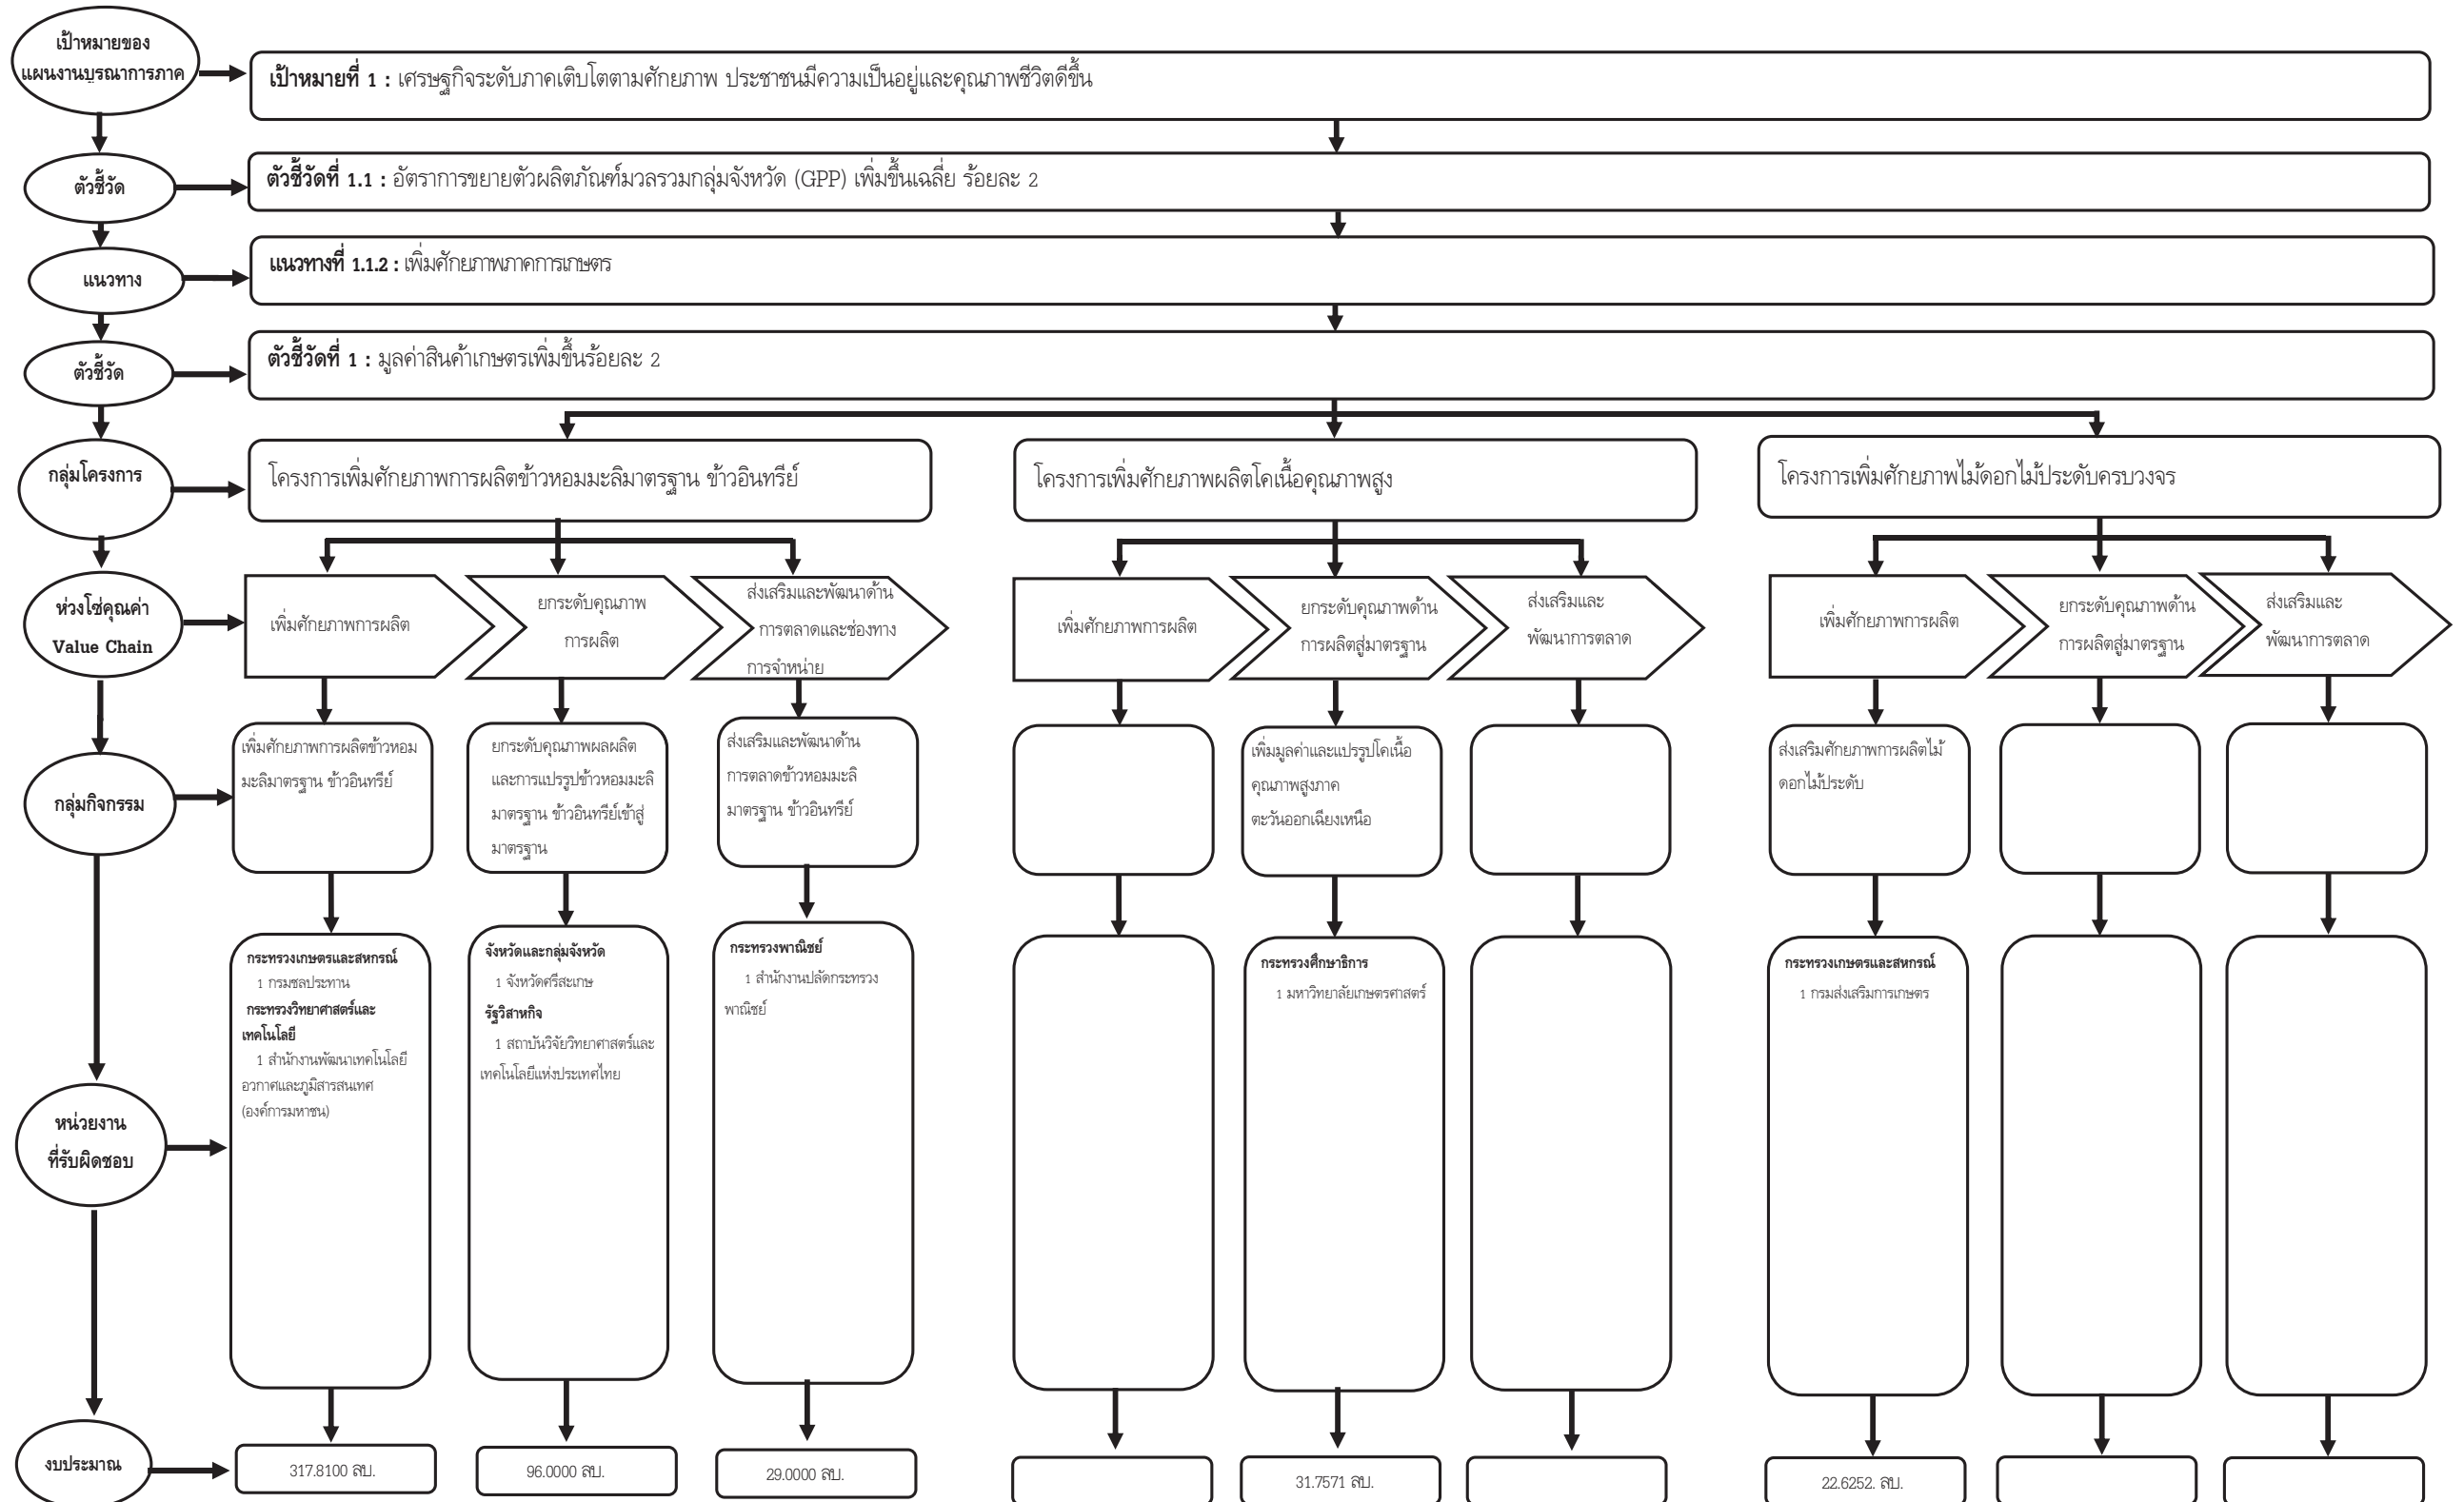 เป้าหมายของ
แผนงานบูรณาการภาค
เป้าหมายที่ 1 : เศรษฐกิจระดับภาคเติบโตตามศักยภาพ ประชาชนมีความเป็นอยู่และคุณภาพชีวิตดีขึ้น
ตัวชี้วัด
ตัวชี้วัดที่ 1.1 : อัตราการขยายตัวผลิตภัณฑ์มวลรวมกลุ่มจังหวัด (GPP) เพิ่มขึ้นเฉลี่ย ร้อยละ 2
แนวทาง
แนวทางที่ 1.1.2 : เพิ่มศักยภาพภาคการเกษตร
ตัวชี้วัด
ตัวชี้วัดที่ 1 : มูลค่าสินค้าเกษตรเพิ่มขึ้นร้อยละ 2
กลุ่มโครงการ
โครงการเพิ่มศักยภาพการผลิตข้าวหอมมะลิมาตรฐาน ข้าวอินทรีย์
โครงการเพิ่มศักยภาพผลิตโคเนื้อคุณภาพสูง
โครงการเพิ่มศักยภาพไม้ดอกไม้ประดับครบวงจร
ห่วงโซ่คุณค่า
Value Chain
เพิ่มศักยภาพการผลิต
ยกระดับคุณภาพ
การผลิต
ส่งเสริมและพัฒนาด้าน
การตลาดและช่องทาง
การจำหน่าย
เพิ่มศักยภาพการผลิต
ยกระดับคุณภาพด้าน
การผลิตสู่มาตรฐาน
ส่งเสริมและ
พัฒนาการตลาด
เพิ่มศักยภาพการผลิต
ยกระดับคุณภาพด้าน
การผลิตสู่มาตรฐาน
ส่งเสริมและ
พัฒนาการตลาด
กลุ่มกิจกรรม
เพิ่มศักยภาพการผลิตข้าวหอม
มะลิมาตรฐาน ข้าวอินทรีย์
ยกระดับคุณภาพผลผลิต
และการแปรรูปข้าวหอมมะลิ
มาตรฐาน ข้าวอินทรีย์เข้าสู่
มาตรฐาน
ส่งเสริมและพัฒนาด้าน
การตลาดข้าวหอมมะลิ
มาตรฐาน ข้าวอินทรีย์
เพิ่มมูลค่าและแปรรูปโคเนื้อ
คุณภาพสูงภาค
ตะวันออกเฉียงเหนือ
ส่งเสริมศักยภาพการผลิตไม้
ดอกไม้ประดับ
หน่วยงาน
ที่รับผิดชอบ
กระทรวงเกษตรและสหกรณ์
1 กรมชลประทาน
กระทรวงวิทยาศาสตร์และ
เทคโนโลยี
1 สำนักงานพัฒนาเทคโนโลยี
อวกาศและภูมิสารสนเทศ
(องค์การมหาชน)
จังหวัดและกลุ่มจังหวัด
1 จังหวัดศรีสะเกษ
รัฐวิสาหกิจ
1 สถาบันวิจัยวิทยาศาสตร์และ
เทคโนโลยีแห่งประเทศไทย
กระทรวงพาณิชย์
1 สำนักงานปลัดกระทรวง
พาณิชย์
กระทรวงศึกษาธิการ
1 มหาวิทยาลัยเกษตรศาสตร์
กระทรวงเกษตรและสหกรณ์
1 กรมส่งเสริมการเกษตร
งบประมาณ
317.8100 ลบ.
96.0000 ลบ.
29.0000 ลบ.
31.7571 ลบ.
22.6252. ลบ.